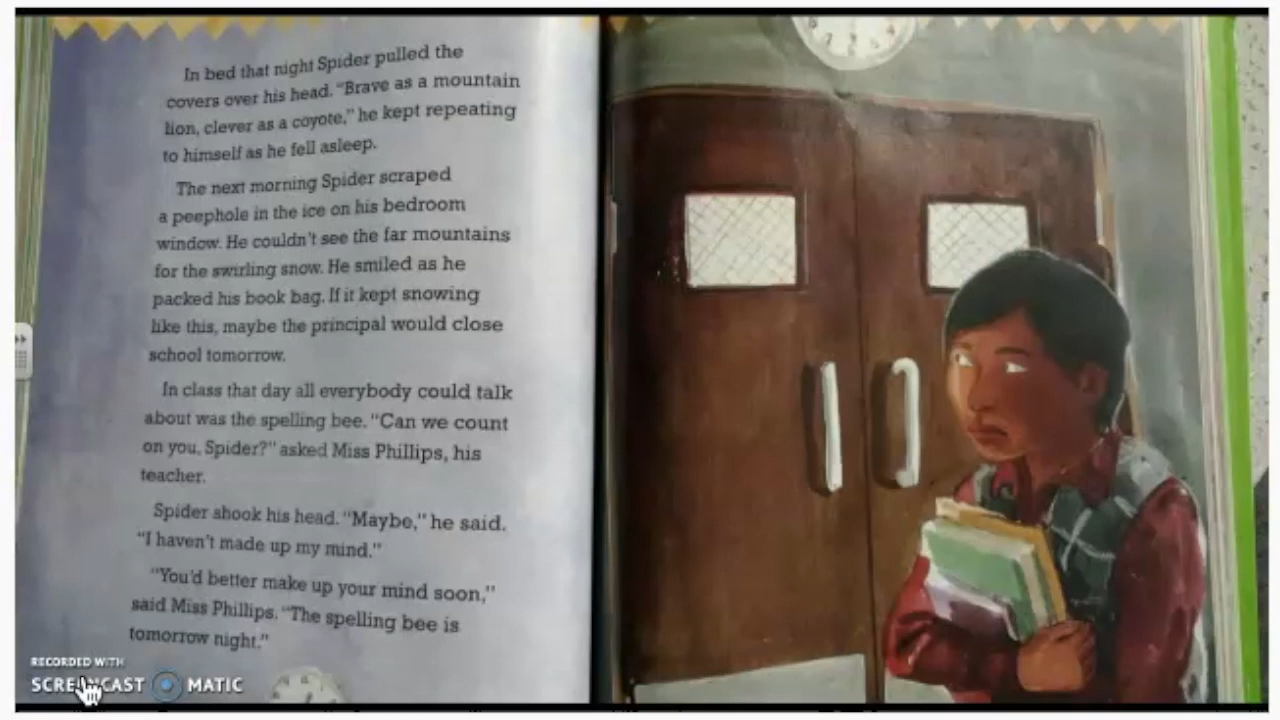 In bed that night Spider pulled the
covers over his head. "Brave as a mountain
lion, clever as a coyote," he kept repeating
to himself as he fell asleep.
The next morning Spider scraped
a peephole in the ice on his bedroom
window. He couldn't see the far mountains
for the swirling snow. He smiled as he
packed his book bag. If it kept snowing
like this, maybe the principal would close
school tomorrow.
In class that day all everybody could talk
about was the spelling bee. "Can we count
on you, Spider?" asked Miss Phillips, his
teacher.
Spider shook his head. "Maybe," he said.
"I haven't made up my mind."
"You'd better make up your mind soon,"
said Miss Phillips. "The spelling bee is
tomorrow night."
RECORDED WITH
SCREENCAST MATIC